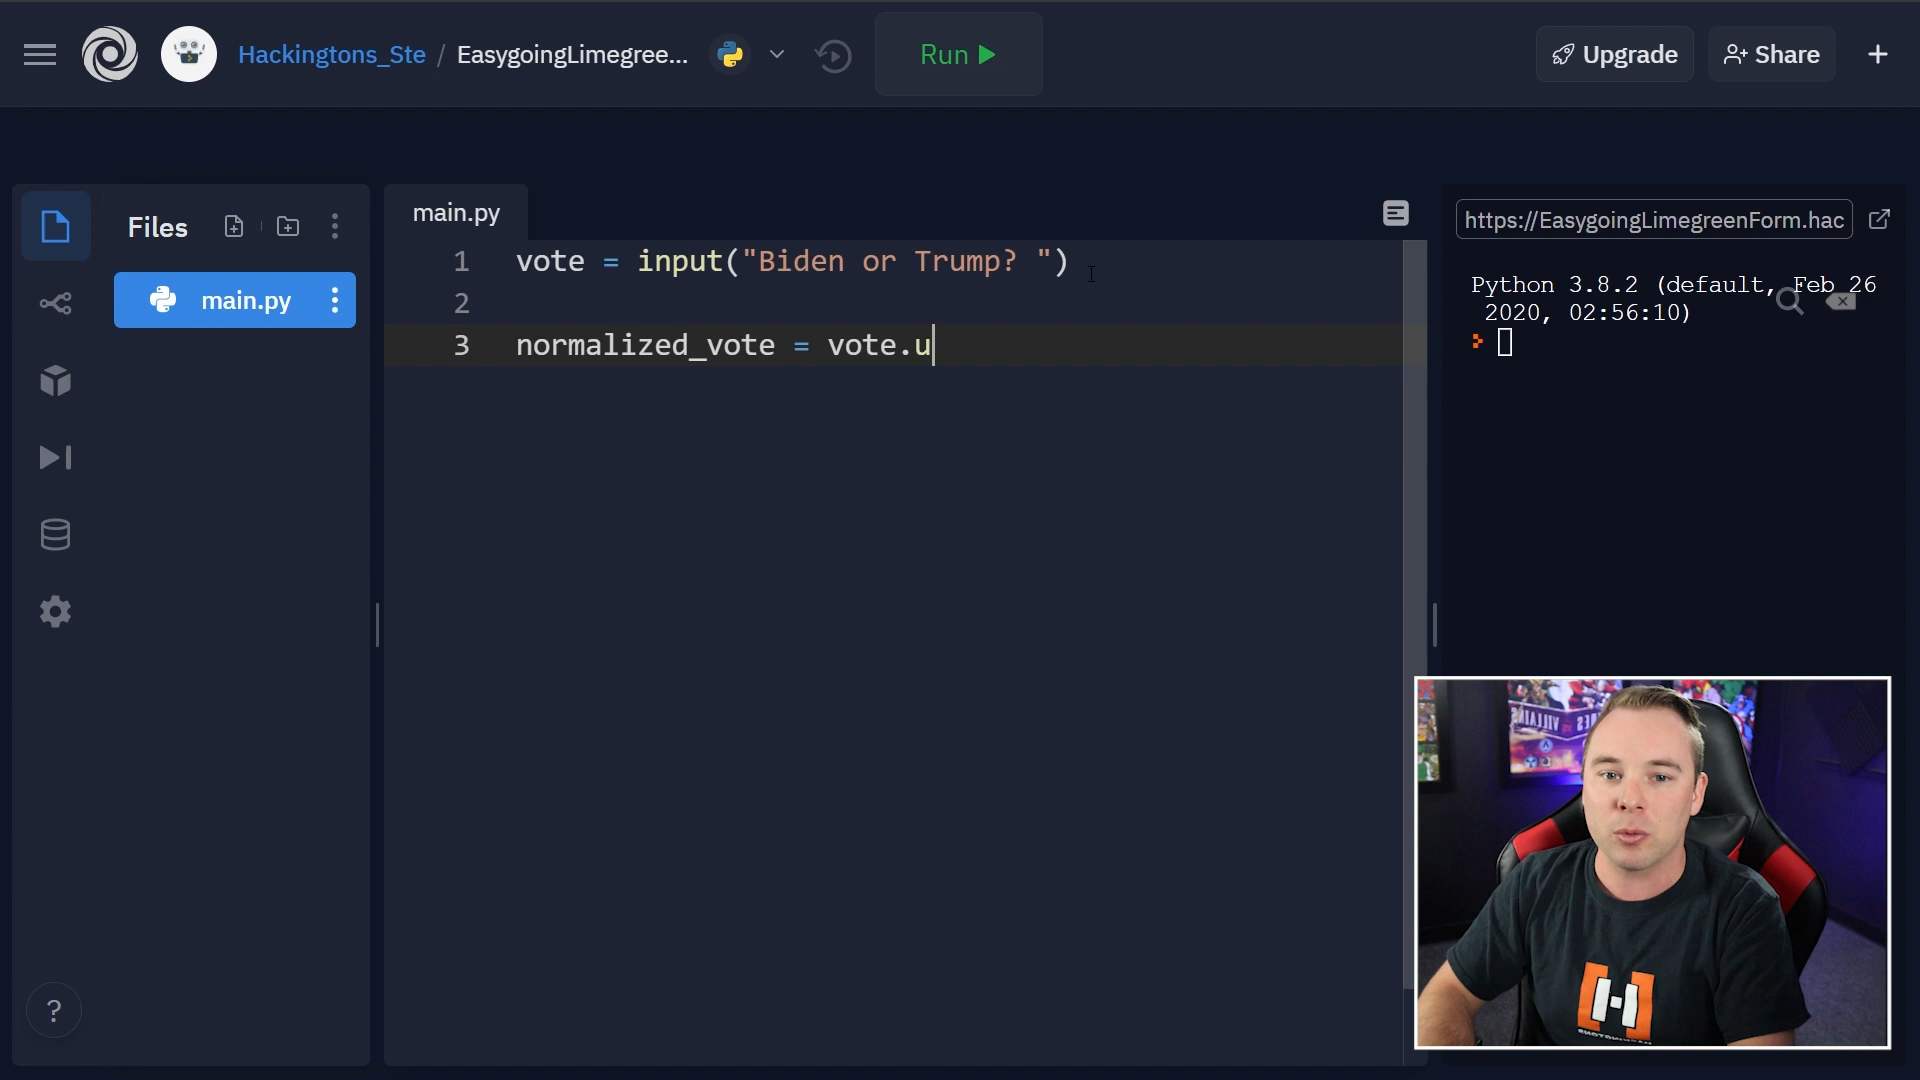 Hackingtons_Ste / EasygoingLimegree...
Run
Upgrade
Share
+
Files
main.py
main.py
1 vote = input("Biden or Trump? ")
2
3 normalized_vote = vote.u
https://EasygoingLimegreenForm.hac
Python 3.8.2 (default, Feb 26
2020, 02:56:10)
?
VILLAINS